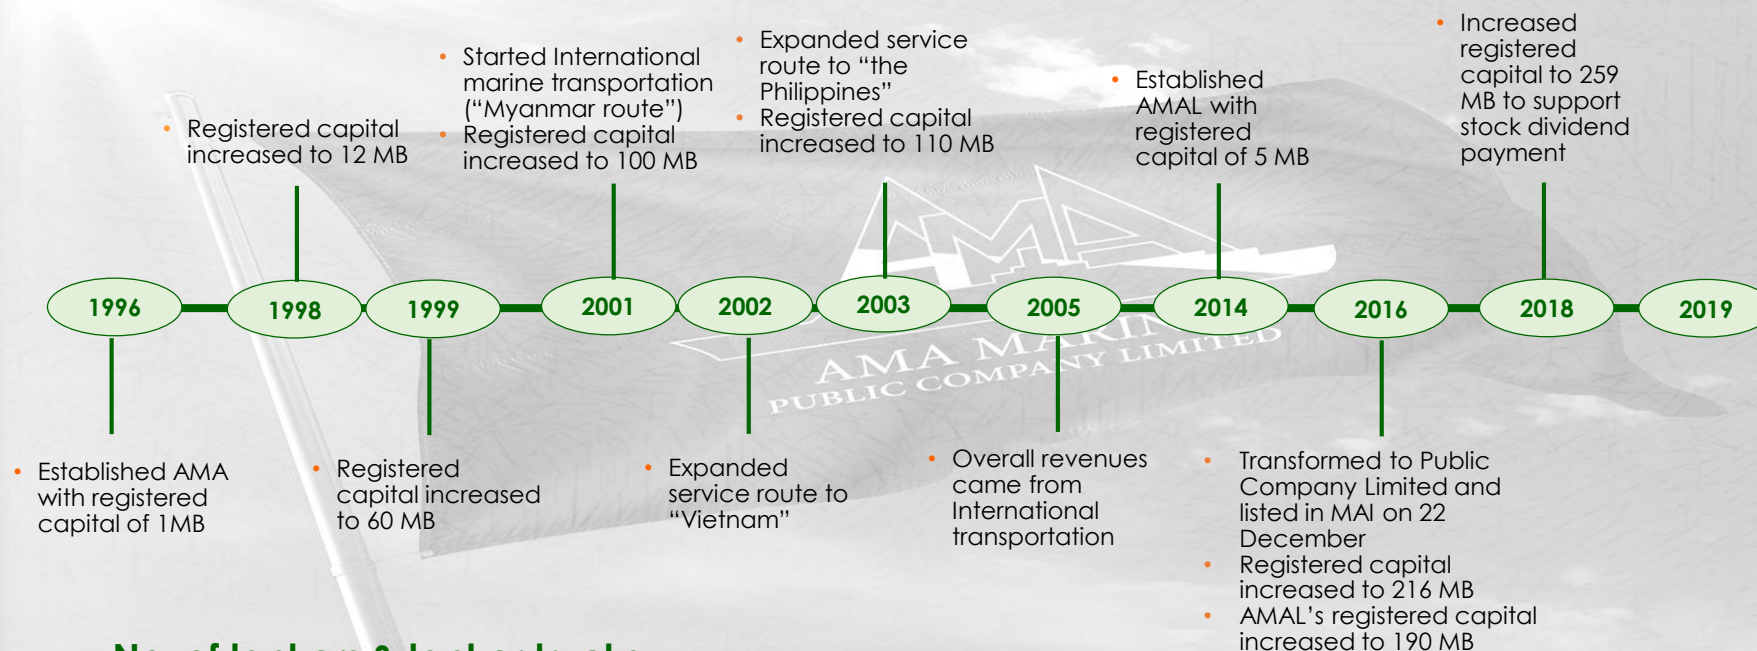 • Increased
registered
capital to 259
MB to support
stock dividend
payment
• Expanded service
route to “the
Philippines”
• Registered capital
increased to 110 MB
• Started International
marine transportation
(“Myanmar route”)
• Registered capital
increased to 100 MB
• Established
AMAL with
registered
capital of 5 MB
• Registered capital
increased to 12 MB
AMA
1996
1998
1999
2001
2002
2003
2005
2014
2016
2018
2019
AMA MARINE
PUBLIC COMPANY LIMITED
• Established AMA
with registered
capital of 1MB
• Registered
capital increased
to 60 MB
• Expanded
service route to
“Vietnam”
• Overall revenues
came from
International
transportation
• Transformed to Public
Company Limited and
listed in MAI on 22
December
• Registered capital
increased to 216 MB
• AMAL’s registered capital
increased to 190 MB